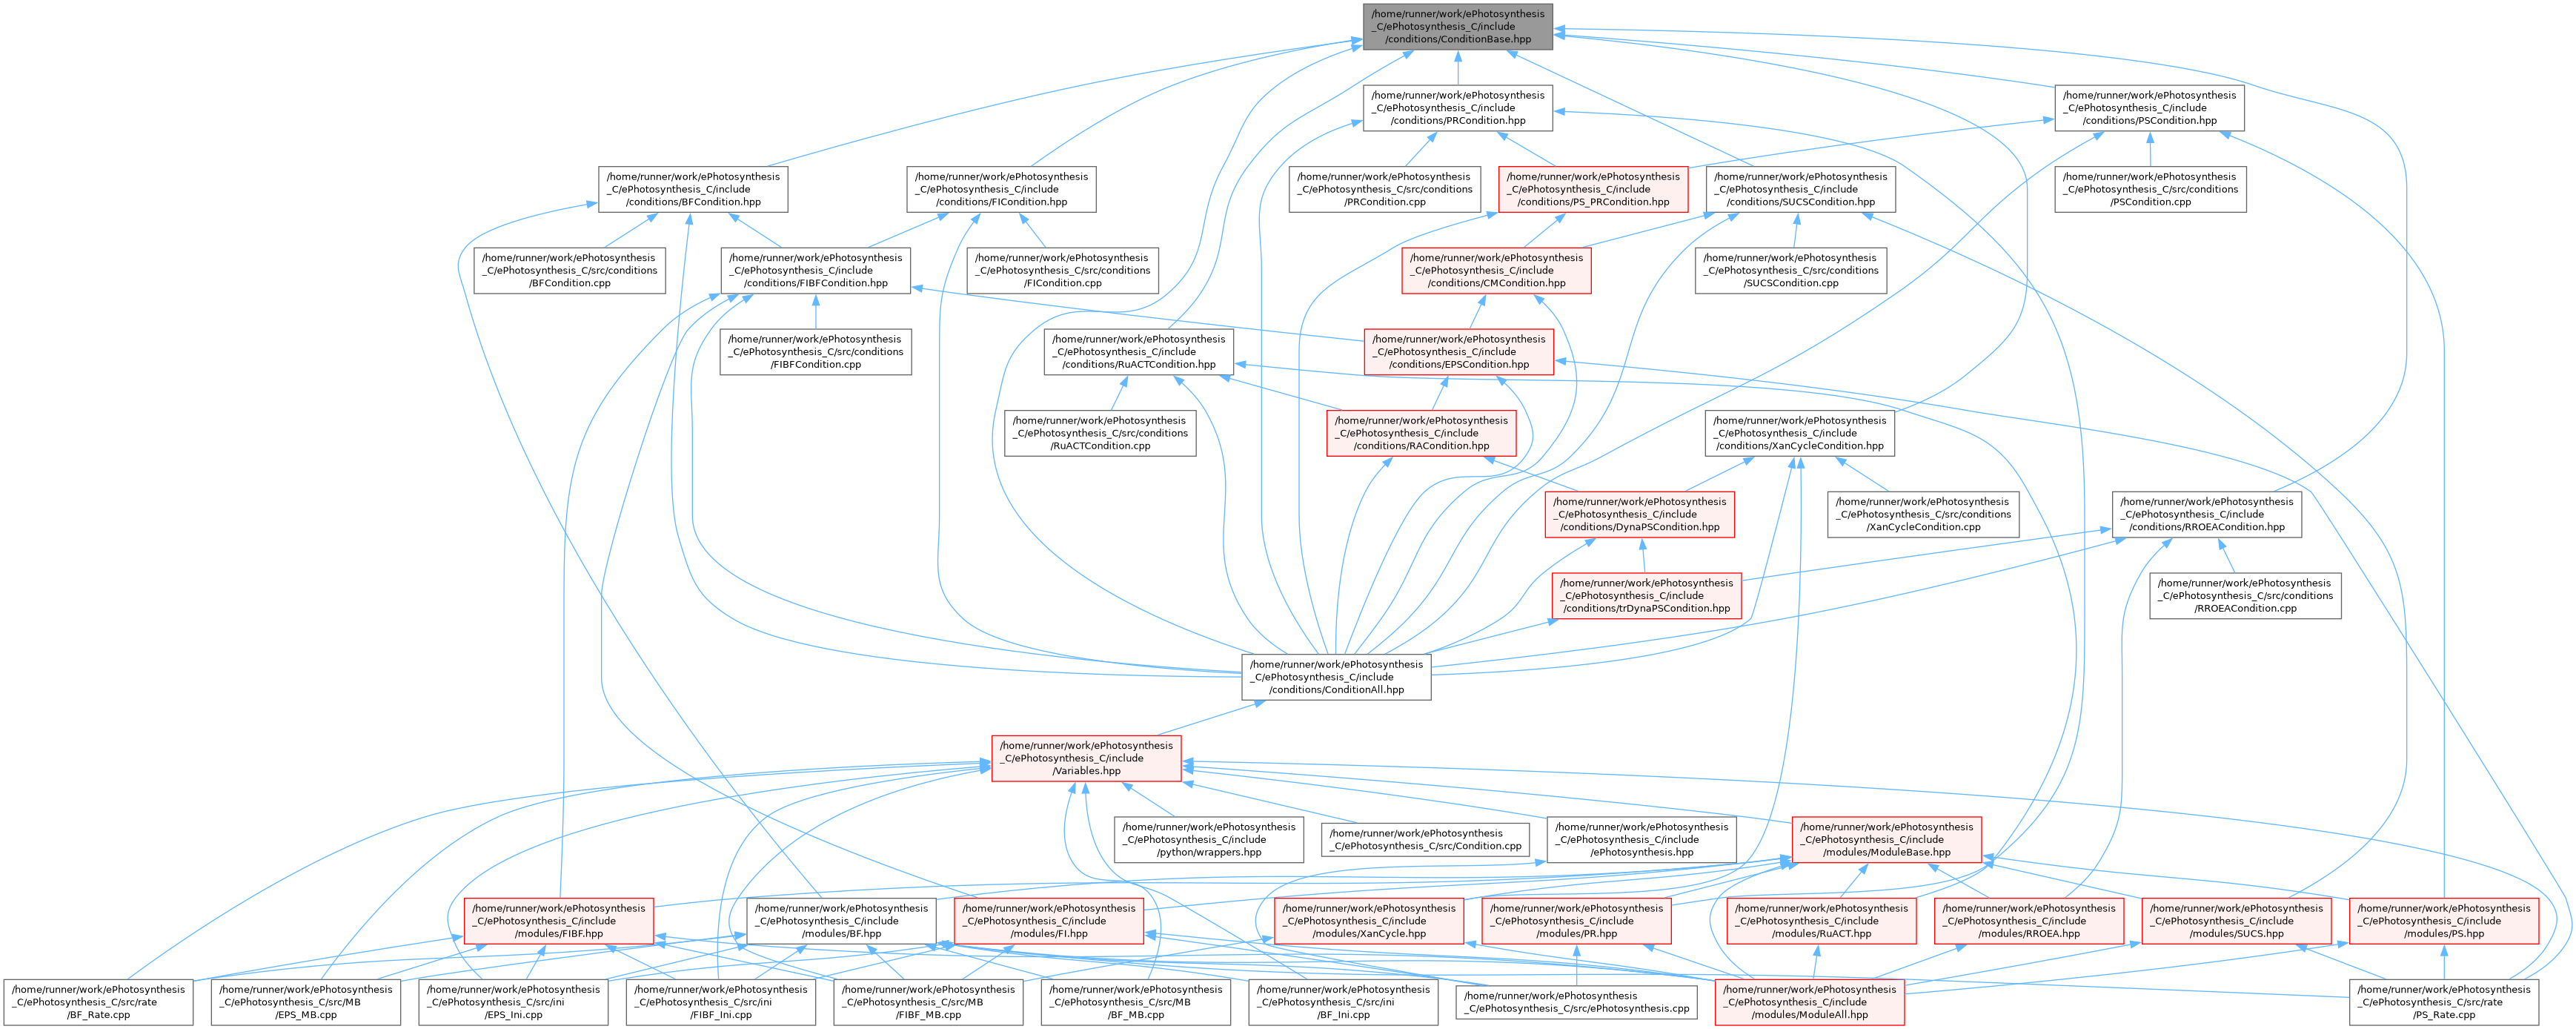 /home/runner/work/ePhotosynthesis
_C/ePhotosynthesis_C/include
/conditions/ConditionBase.hpp
/home/runner/work/ePhotosynthesis
_C/ePhotosynthesis_C/include
/conditions/PRCondition.hpp
/home/runner/work/ePhotosynthesis
_C/ePhotosynthesis_C/include
/conditions/PSCondition.hpp
/home/runner/work/ePhotosynthesis
_C/ePhotosynthesis_C/include
/conditions/BFCondition.hpp
/home/runner/work/ePhotosynthesis
_C/ePhotosynthesis_C/include
/conditions/FICondition.hpp
/home/runner/work/ePhotosynthesis
_C/ePhotosynthesis_C/src/conditions
/PRCondition.cpp
/home/runner/work/ePhotosynthesis
_C/ePhotosynthesis_C/include
/conditions/PS_PRCondition.hpp
/home/runner/work/ePhotosynthesis
_C/ePhotosynthesis_C/include
/conditions/SUCSCondition.hpp
/home/runner/work/ePhotosynthesis
_C/ePhotosynthesis_C/src/conditions
/PSCondition.cpp
/home/runner/work/ePhotosynthesis
_C/ePhotosynthesis_C/src/conditions
/BFCondition.cpp
/home/runner/work/ePhotosynthesis
_C/ePhotosynthesis_C/include
/conditions/FIBFCondition.hpp
/home/runner/work/ePhotosynthesis
_C/ePhotosynthesis_C/src/conditions
/FICondition.cpp
/home/runner/work/ePhotosynthesis
_C/ePhotosynthesis_C/include
/conditions/CMCondition.hpp
/home/runner/work/ePhotosynthesis
_C/ePhotosynthesis_C/src/conditions
/SUCSCondition.cpp
/home/runner/work/ePhotosynthesis
_C/ePhotosynthesis_C/src/conditions
/FIBFCondition.cpp
/home/runner/work/ePhotosynthesis
_C/ePhotosynthesis_C/include
/conditions/RuACTCondition.hpp
/home/runner/work/ePhotosynthesis
_C/ePhotosynthesis_C/include
/conditions/EPSCondition.hpp
/home/runner/work/ePhotosynthesis
_C/ePhotosynthesis_C/src/conditions
/RuACTCondition.cpp
/home/runner/work/ePhotosynthesis
_C/ePhotosynthesis_C/include
/conditions/RACondition.hpp
/home/runner/work/ePhotosynthesis
_C/ePhotosynthesis_C/include
/conditions/XanCycleCondition.hpp
/home/runner/work/ePhotosynthesis
_C/ePhotosynthesis_C/include
/conditions/DynaPSCondition.hpp
/home/runner/work/ePhotosynthesis
_C/ePhotosynthesis_C/src/conditions
/XanCycleCondition.cpp
/home/runner/work/ePhotosynthesis
_C/ePhotosynthesis_C/include
/conditions/RROEACondition.hpp
/home/runner/work/ePhotosynthesis
_C/ePhotosynthesis_C/include
/conditions/trDynaPSCondition.hpp
/home/runner/work/ePhotosynthesis
_C/ePhotosynthesis_C/src/conditions
/RROEACondition.cpp
/home/runner/work/ePhotosynthesis
_C/ePhotosynthesis_C/include
/conditions/ConditionAll.hpp
/home/runner/work/ePhotosynthesis
_C/ePhotosynthesis_C/include
/Variables.hpp
/home/runner/work/ePhotosynthesis
_C/ePhotosynthesis_C/include
/python/wrappers.hpp
/home/runner/work/ePhotosynthesis
_C/ePhotosynthesis_C/src/Condition.cpp
/home/runner/work/ePhotosynthesis
_C/ePhotosynthesis_C/include
/ePhotosynthesis.hpp
/home/runner/work/ePhotosynthesis
_C/ePhotosynthesis_C/include
/modules/ModuleBase.hpp
/home/runner/work/ePhotosynthesis
_C/ePhotosynthesis_C/include
/modules/FIBF.hpp
/home/runner/work/ePhotosynthesis
_C/ePhotosynthesis_C/include
/modules/BF.hpp
/home/runner/work/ePhotosynthesis
_C/ePhotosynthesis_C/include
/modules/FI.hpp
/home/runner/work/ePhotosynthesis
_C/ePhotosynthesis_C/include
/modules/XanCycle.hpp
/home/runner/work/ePhotosynthesis
_C/ePhotosynthesis_C/include
/modules/PR.hpp
/home/runner/work/ePhotosynthesis
_C/ePhotosynthesis_C/include
/modules/RuACT.hpp
/home/runner/work/ePhotosynthesis
_C/ePhotosynthesis_C/include
/modules/RROEA.hpp
/home/runner/work/ePhotosynthesis
_C/ePhotosynthesis_C/include
/modules/SUCS.hpp
/home/runner/work/ePhotosynthesis
_C/ePhotosynthesis_C/include
/modules/PS.hpp
/home/runner/work/ePhotosynthesis
_C/ePhotosynthesis_C/src/rate
/BF_Rate.cpp
/home/runner/work/ePhotosynthesis
_C/ePhotosynthesis_C/src/MB
/EPS_MB.cpp
/home/runner/work/ePhotosynthesis
_C/ePhotosynthesis_C/src/ini
/EPS_Ini.cpp
/home/runner/work/ePhotosynthesis
_C/ePhotosynthesis_C/src/ini
/FIBF_Ini.cpp
/home/runner/work/ePhotosynthesis
_C/ePhotosynthesis_C/src/MB
/FIBF_MB.cpp
/home/runner/work/ePhotosynthesis
_C/ePhotosynthesis_C/src/MB
/BF_MB.cpp
/home/runner/work/ePhotosynthesis
_C/ePhotosynthesis_C/src/ini
/BF_Ini.cpp
/home/runner/work/ePhotosynthesis
_C/ePhotosynthesis_C/src/ePhotosynthesis.cpp
/home/runner/work/ePhotosynthesis
_C/ePhotosynthesis_C/include
/modules/ModuleAll.hpp
/home/runner/work/ePhotosynthesis
_C/ePhotosynthesis_C/src/rate
/PS_Rate.cpp